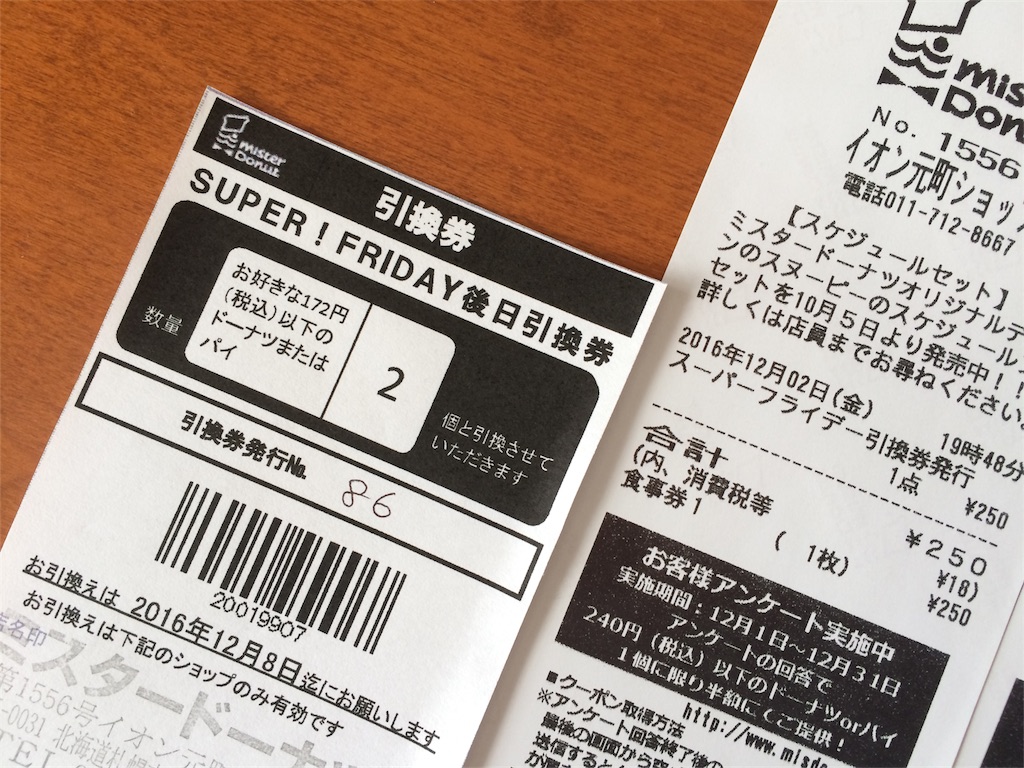 mister
Donut
引換券
SUPER！FRIDAY後日引換券
数量
お好きな172円
(税込)以下の
ドーナツまたは
パイ
2
個と引換させて
いただきます
引換券発行No.
86
20019907
お引換えは 2016年12月8日迄にお願いします
お引換えは下記のショップのみ有効です
スタードーナ
第1556号イオン元
-0031 北海道札幌
TEL
Donu
No. 1556
イオン元町ショッ
電話011-712-8667
【スケジュールセット】
ミスタードーナツオリジナルデ
ンのスヌーピーのスケジュール
セットを10月5日より発売中！！
詳しくは店員までお尋ねください。
2016年12月02日(金)
19時48分
スーパーフライデー引換券発行
1点 ¥250
合計 ¥250
(内、消費税等 ¥18)
食事券1 ( 1枚) ¥250
お客様アンケート実施中
実施期間：12月1日〜12月31日
アンケートの回答で
240円(税込)以下のドーナツorパイ
1個に限り半額にてご提供！
http://www.misdo
■クーポン取得方法
※アンケート回答終了後の
最後の画面から空
送信すると